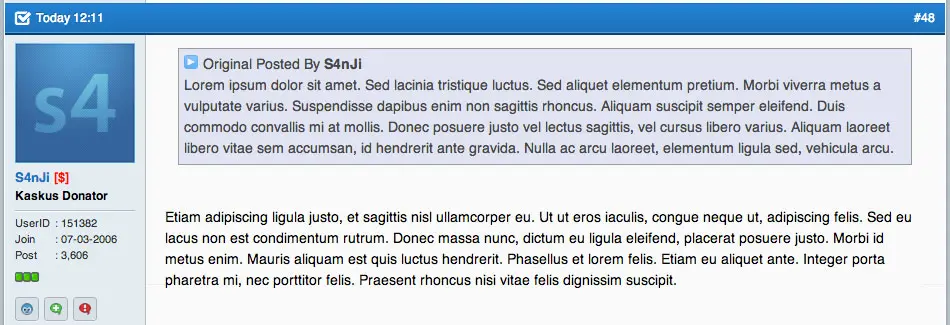 Today 12:11
#48
s4
S4nJi [$]
Kaskus Donator
UserID : 151382
Join : 07-03-2006
Post : 3,606
Original Posted By S4nJi
Lorem ipsum dolor sit amet. Sed lacinia tristique luctus. Sed aliquet elementum pretium. Morbi viverra metus a
vulputate varius. Suspendisse dapibus enim non sagittis rhoncus. Aliquam suscipit semper eleifend. Duis
commodo convallis mi at mollis. Donec posuere justo vel lectus sagittis, vel cursus libero varius. Aliquam laoreet
libero vitae sem accumsan, id hendrerit ante gravida. Nulla ac arcu laoreet, elementum ligula sed, vehicula arcu.
Etiam adipiscing ligula justo, et sagittis nisl ullamcorper eu. Ut ut eros iaculis, congue neque ut, adipiscing felis. Sed eu
lacus non est condimentum rutrum. Donec massa nunc, dictum eu ligula eleifend, placerat posuere justo. Morbi id
metus enim. Mauris aliquam est quis luctus hendrerit. Phasellus et lorem felis. Etiam eu aliquet ante. Integer porta
pharetra mi, nec porttitor felis. Praesent rhoncus nisi vitae felis dignissim suscipit.